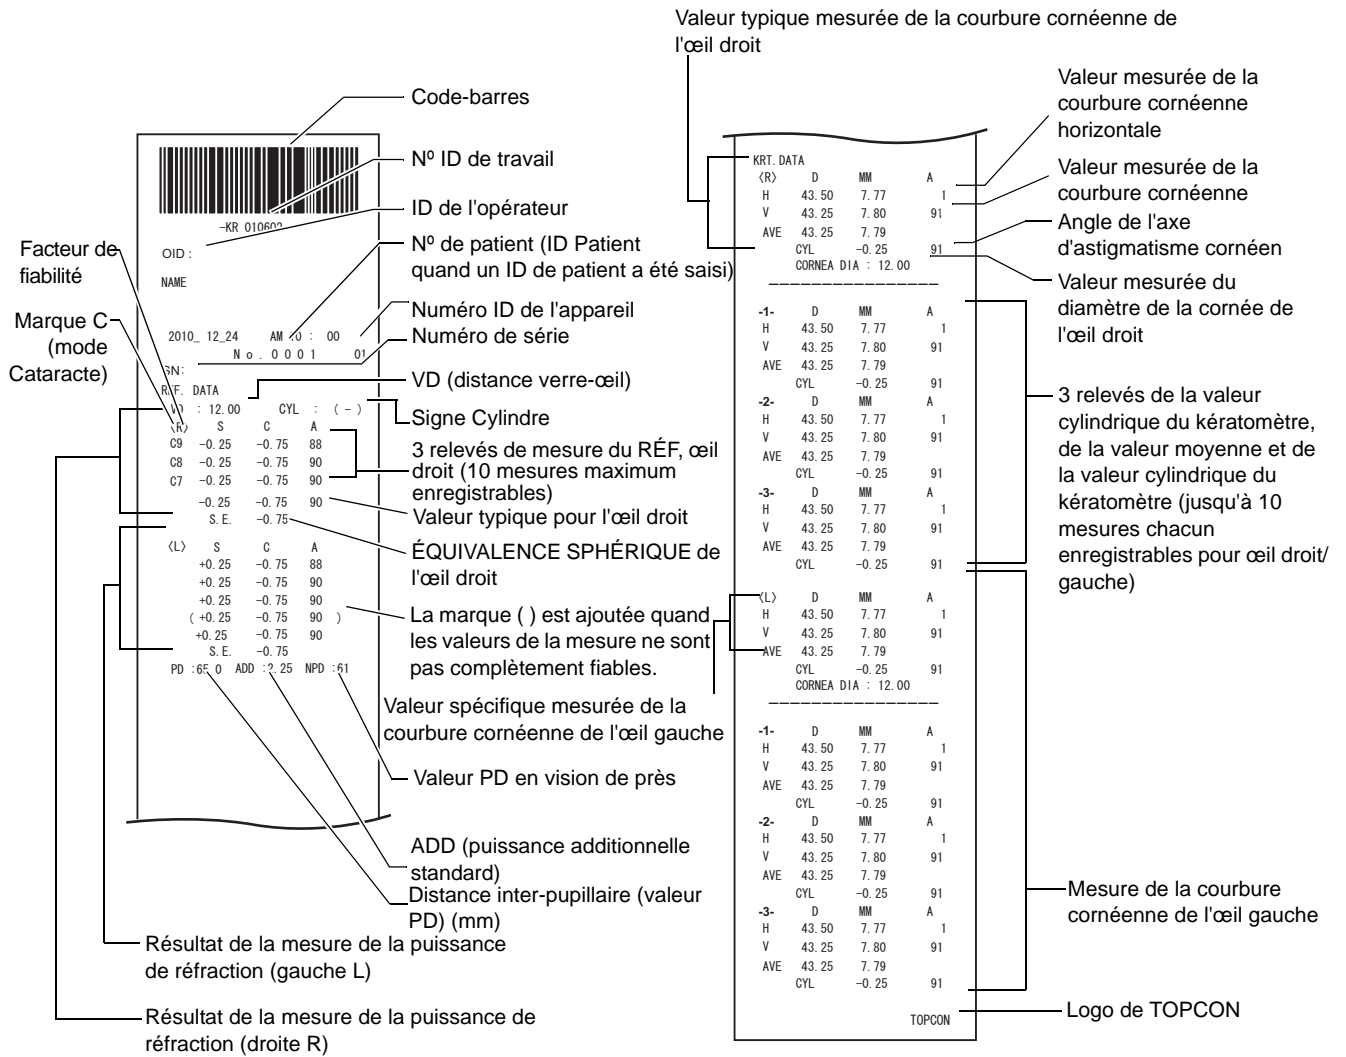 Valeur typique mesurée de la courbure cornéenne de
l'œil droit
Code-barres
Nº ID de travail
ID de l'opérateur
Nº de patient (ID Patient
quand un ID de patient a été saisi)
Numéro ID de l'appareil
Numéro de série
VD (distance verre-œil)
Signe Cylindre
3 relevés de mesure du RÉF, œil
droit (10 mesures maximum
enregistrables)
Valeur typique pour l'œil droit
ÉQUIVALENCE SPHÉRIQUE de
l'œil droit
La marque ( ) est ajoutée quand
les valeurs de la mesure ne sont
pas complètement fiables.
Valeur spécifique mesurée de la
courbure cornéenne de l'œil gauche
Valeur PD en vision de près
ADD (puissance additionnelle
standard)
Distance inter-pupillaire (valeur
PD) (mm)
Facteur de
fiabilité
Marque C
(mode
Cataracte)
Résultat de la mesure de la puissance
de réfraction (gauche L)
Résultat de la mesure de la puissance de
réfraction (droite R)
-KR 010602
OID :
NAME
2010_ 12_24 AM 10 : 00
No. 0001 01
SN:
REF. DATA
VD : 12.00 CYL : (-)
<R> S C A
C9 -0.25 -0.75 88
C8 -0.25 -0.75 90
C7 -0.25 -0.75 90
-0.25 -0.75 90
S.E. -0.75
<L> S C A
+0.25 -0.75 88
+0.25 -0.75 90
+0.25 -0.75 90
( +0.25 -0.75 90 )
+0.25 -0.75 90
S.E. -0.75
PD :65.0 ADD :2.25 NPD :61
KRT.DATA
<R> D MM A
H 43.50 7.77 1
V 43.25 7.80 91
AVE 43.25 7.79
CYL -0.25 91
CORNEA DIA : 12.00
-1- D MM A
H 43.50 7.77 1
V 43.25 7.80 91
AVE 43.25 7.79
CYL -0.25 91
-2- D MM A
H 43.50 7.77 1
V 43.25 7.80 91
AVE 43.25 7.79
CYL -0.25 91
-3- D MM A
H 43.50 7.77 1
V 43.25 7.80 91
AVE 43.25 7.79
CYL -0.25 91
<L> D MM A
H 43.50 7.77 1
V 43.25 7.80 91
AVE 43.25 7.79
CYL -0.25 91
CORNEA DIA : 12.00
-1- D MM A
H 43.50 7.77 1
V 43.25 7.80 91
AVE 43.25 7.79
CYL -0.25 91
-2- D MM A
H 43.50 7.77 1
V 43.25 7.80 91
AVE 43.25 7.79
CYL -0.25 91
-3- D MM A
H 43.50 7.77 1
V 43.25 7.80 91
AVE 43.25 7.79
CYL -0.25 91
TOPCON
Valeur mesurée de la
courbure cornéenne
horizontale
Valeur mesurée de la
courbure cornéenne
Angle de l'axe
d'astigmatisme cornéen
Valeur mesurée du
diamètre de la cornée de
l'œil droit
3 relevés de la valeur
cylindrique du kératomètre,
de la valeur moyenne et de
la valeur cylindrique du
kératomètre (jusqu'à 10
mesures chacun
enregistrables pour œil droit/
gauche)
Mesure de la courbure
cornéenne de l'œil gauche
Logo de TOPCON